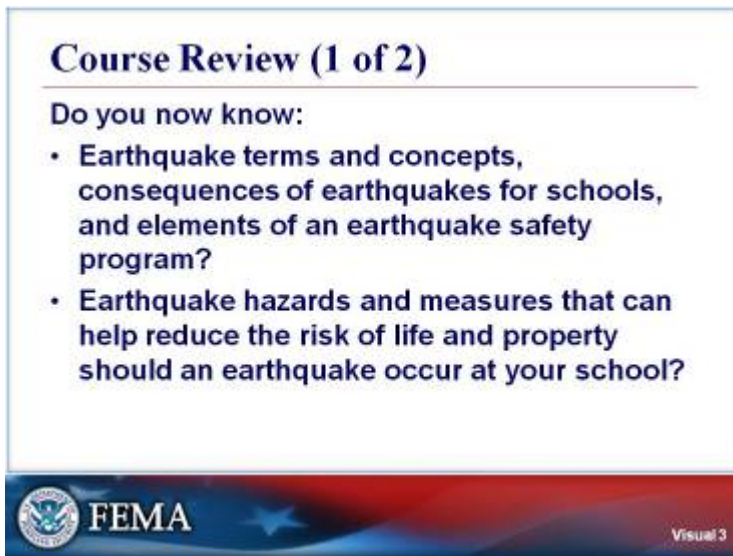 Course Review (1 of 2)
Do you now know:
• Earthquake terms and concepts,
consequences of earthquakes for schools,
and elements of an earthquake safety
program?
• Earthquake hazards and measures that can
help reduce the risk of life and property
should an earthquake occur at your school?
FEMA
Visual 3